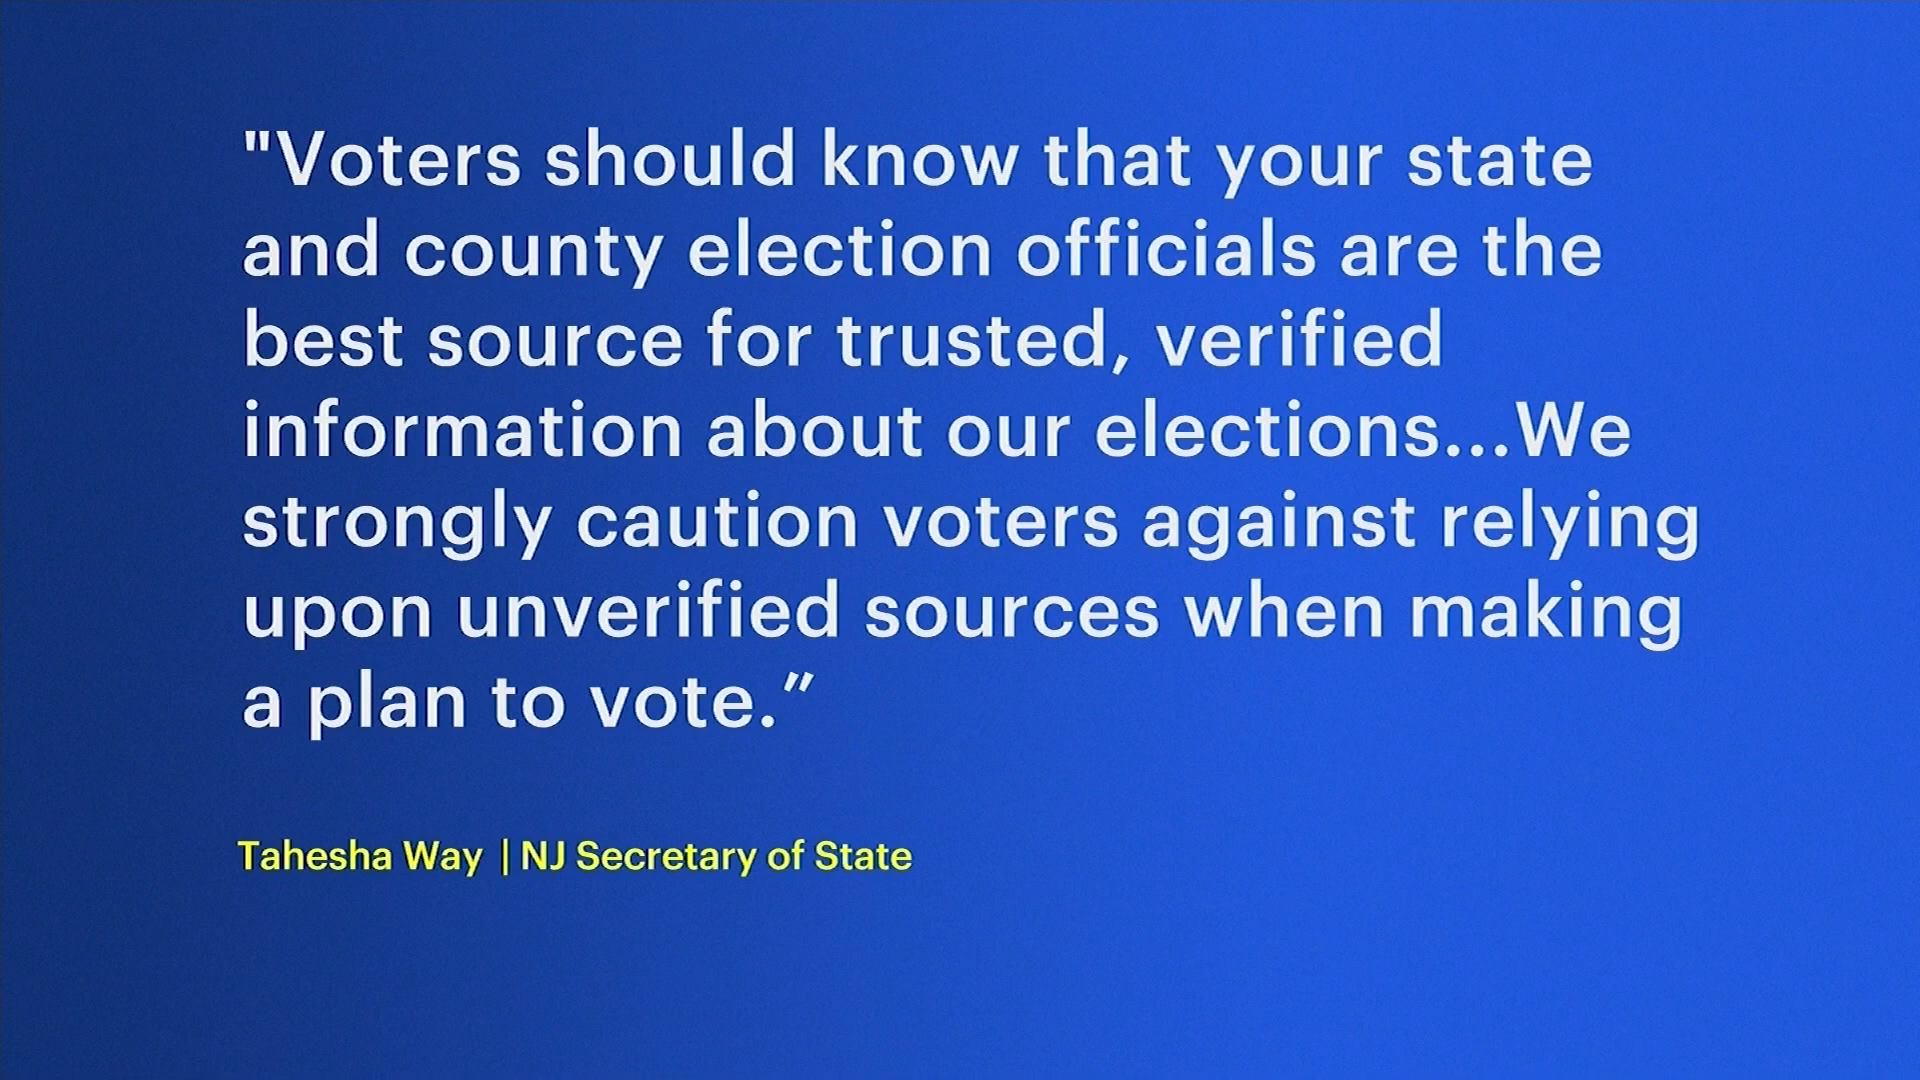 "Voters should know that your state
and county election officials are the
best source for trusted, verified
information about our elections...We
strongly caution voters against relying
upon unverified sources when making
a plan to vote.”
Tahesha Way | NJ Secretary of State